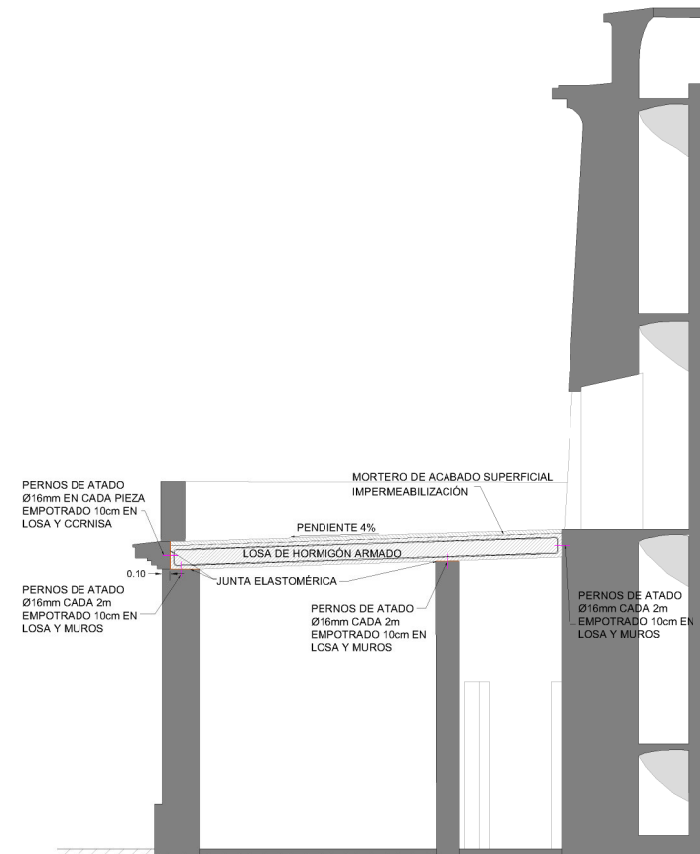 PERNOS DE ATADO
Ø16mm EN CADA PIEZA
EMPOTRADO 10cm EN
LOSA Y CCRNISA
MORTERO DE ACABADO SUPERFICIAL
IMPERMEABILIZACIÓN
PENDIENTE 4%
LOSA DE HORMIGÓN ARMADO
0.10
JUNTA ELASTOMÉRICA
PERNOS DE ATADO
Ø16mm CADA 2m
EMPOTRADO 10cm EN
LOSA Y MUROS
PERNOS DE ATADO
Ø16mm CADA 2m
EMPOTRADO 10cm EN
LCSA Y MUROS
PERNOS DE ATADO
Ø16mm CADA 2m
EMPOTRADO 10cm EN
LOSA Y MUROS